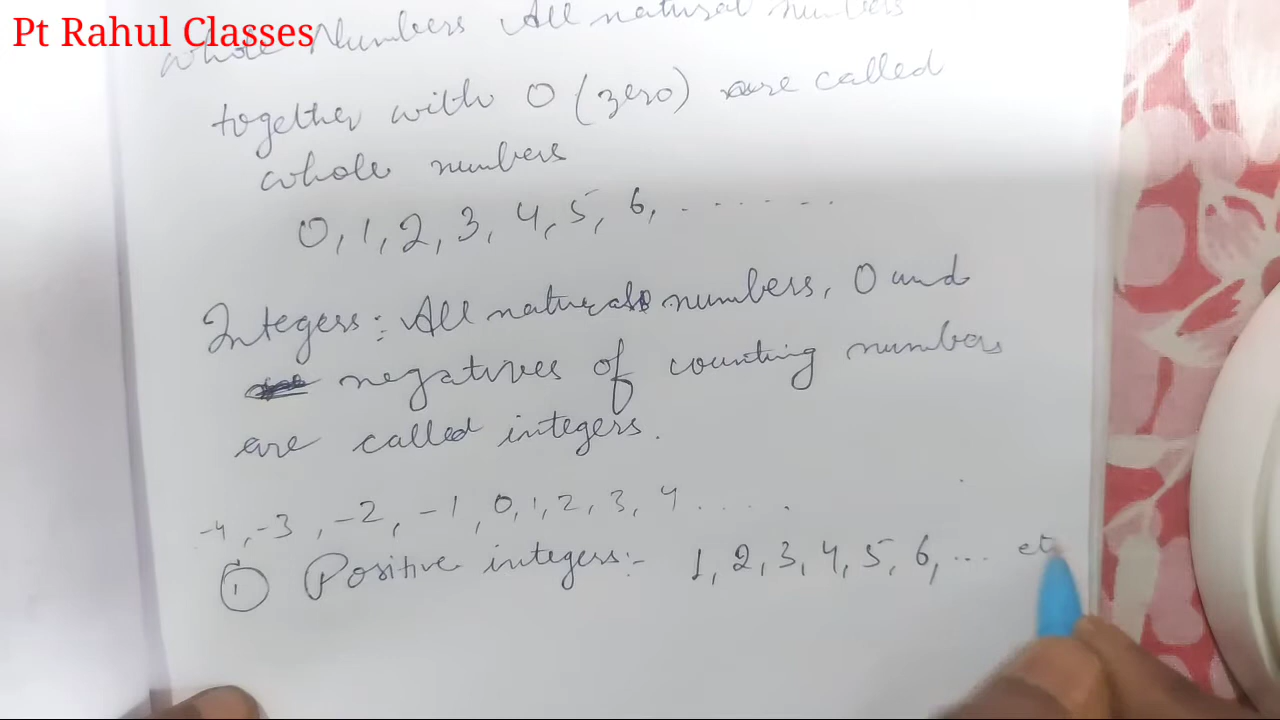 Pt Rahul Classes
whole Numbers All natural numbers
together with 0 (zero) are called
whole numbers
0, 1, 2, 3, 4, 5, 6, .......
Integers: All natural numbers, 0 and
negatives of counting numbers
are called integers.
-4, -3, -2, -1, 0, 1, 2, 3, 4 ....
① Positive integers:- 1, 2, 3, 4, 5, 6, ... et